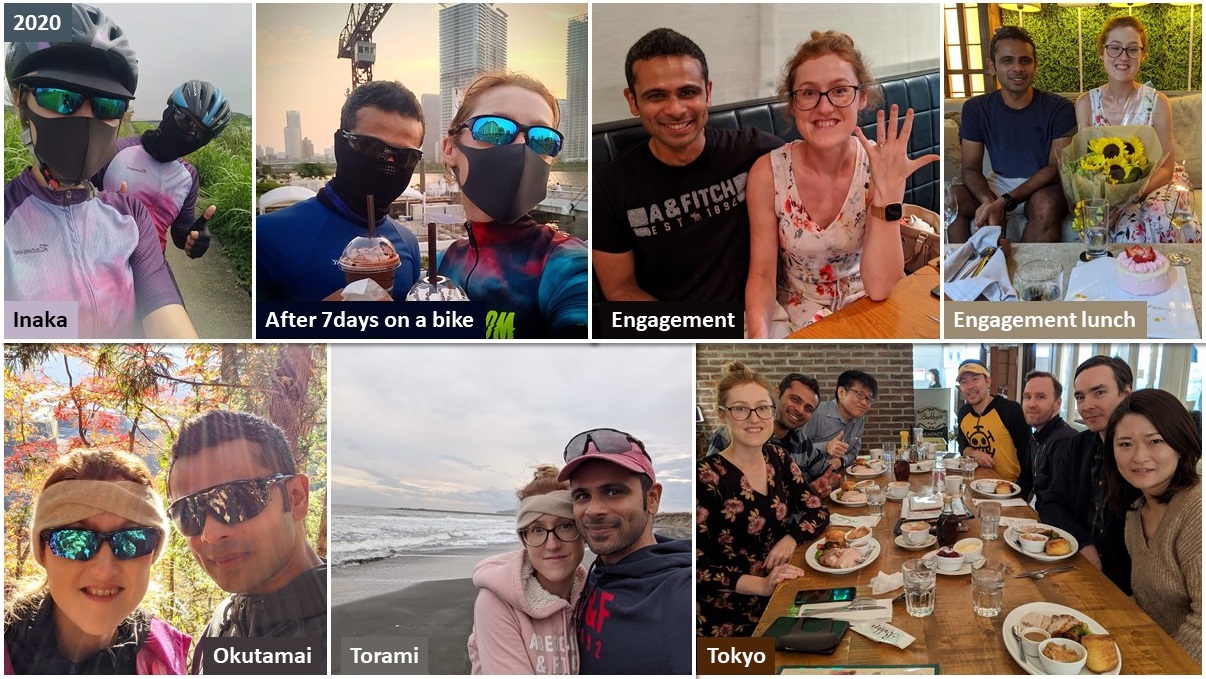 2020
Inaka
After 7days on a bike
A&FITCH
EST 1892
Engagement
Engagement lunch
Okutamai
Torami
Tokyo